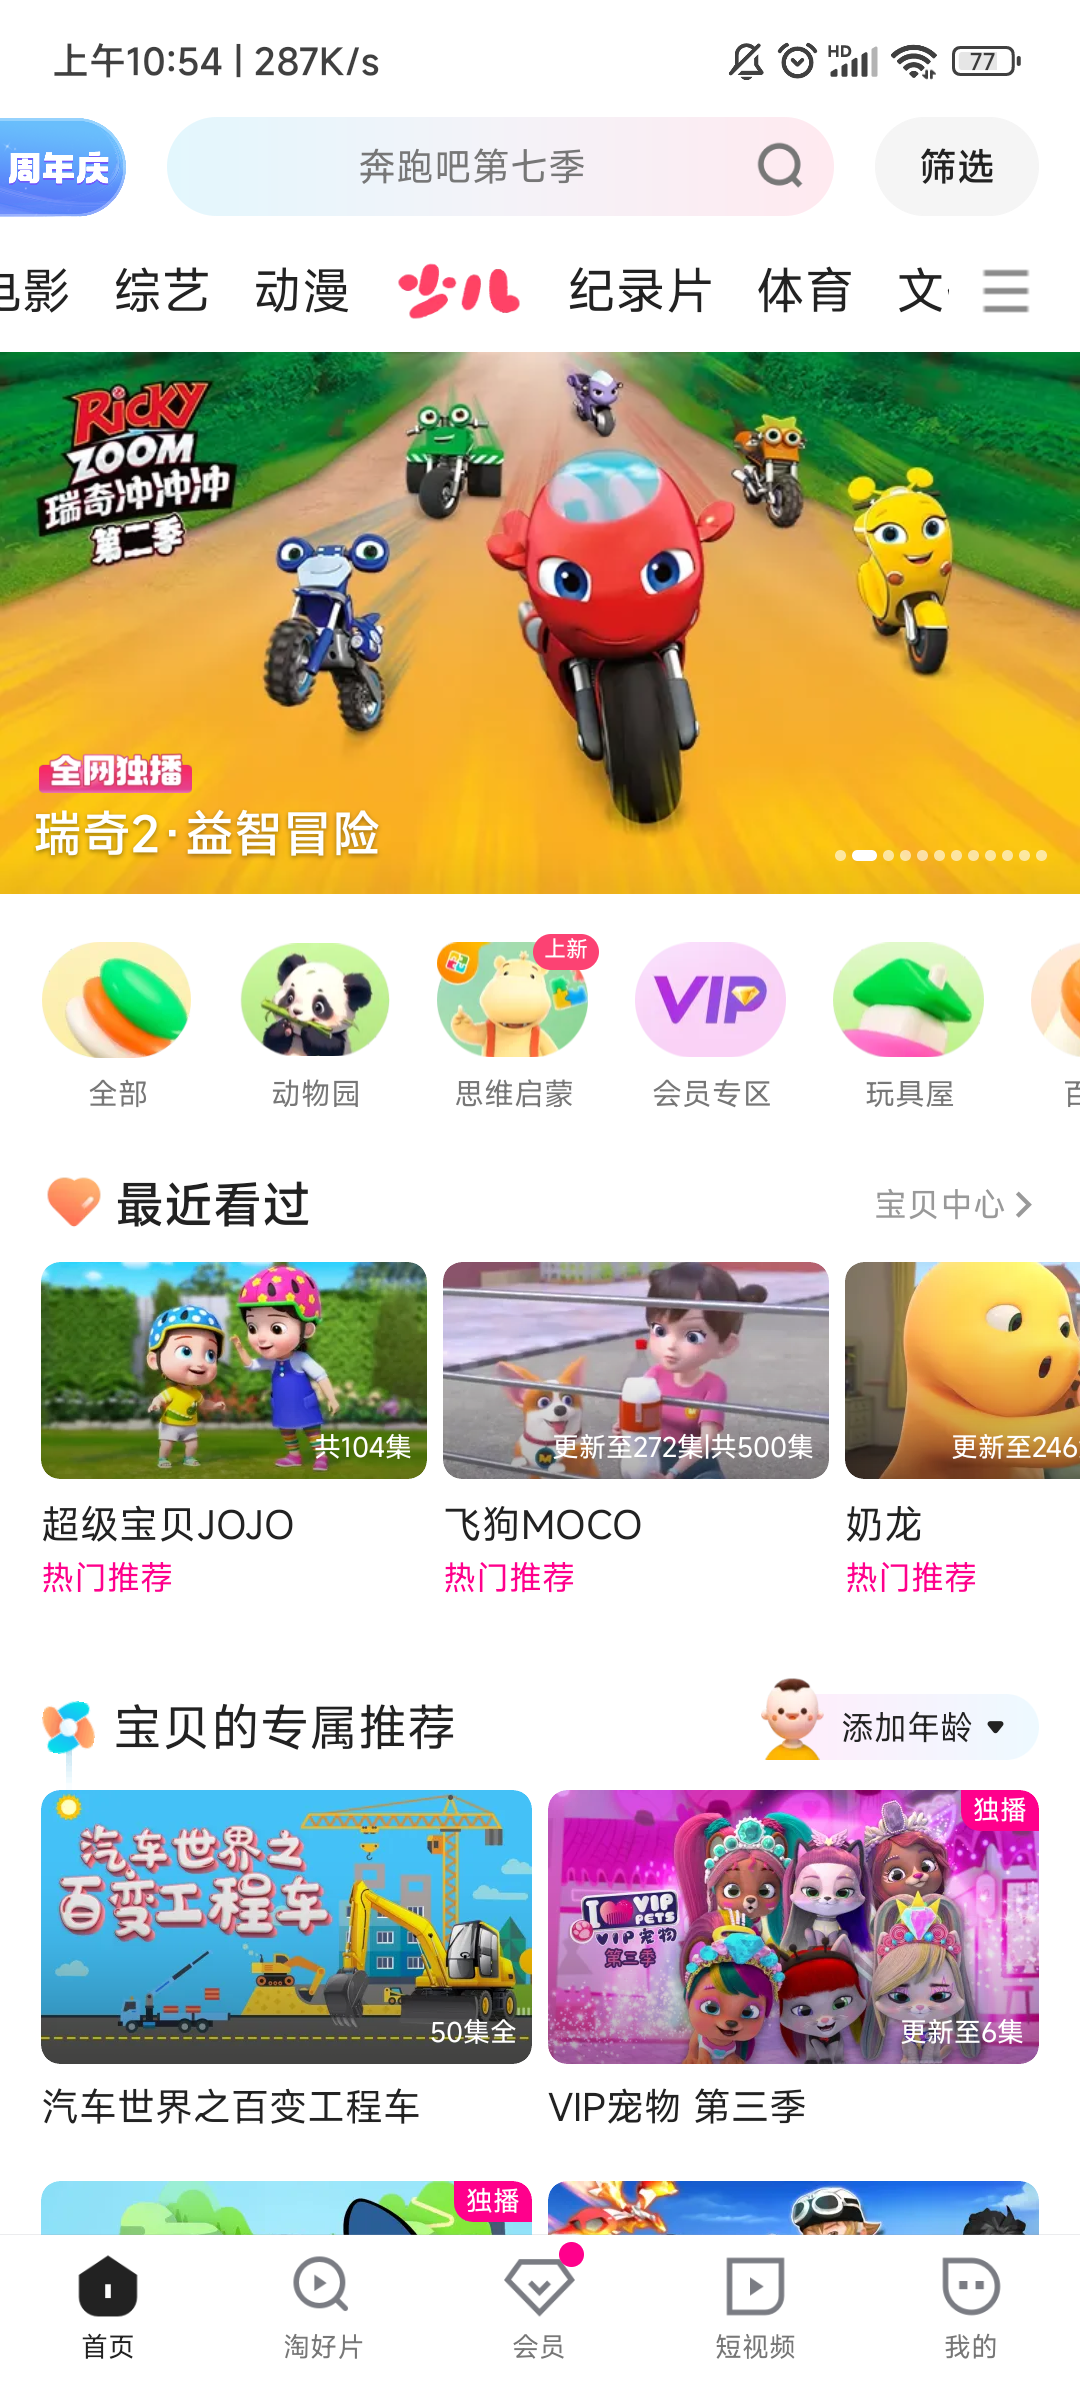 上午10:54 | 287K/s
HD
77
周年庆
奔跑吧第七季
筛选
电影 综艺 动漫 少儿 纪录片 体育 文
RICKY
ZOOM
瑞奇冲冲冲
第二季
全网独播
瑞奇2·益智冒险
上新
VIP
全部 动物园 思维启蒙 会员专区 玩具屋 百
最近看过
宝贝中心
共104集
更新至272集|共500集
更新至246
超级宝贝JOJO
热门推荐
飞狗MOCO
热门推荐
奶龙
热门推荐
宝贝的专属推荐
添加年龄
汽车世界之
百变工程车
50集全
独播
I VIP
PETS
VIP宠物
第三季
更新至6集
汽车世界之百变工程车
VIP宠物 第三季
独播
首页 淘好片 会员 短视频 我的